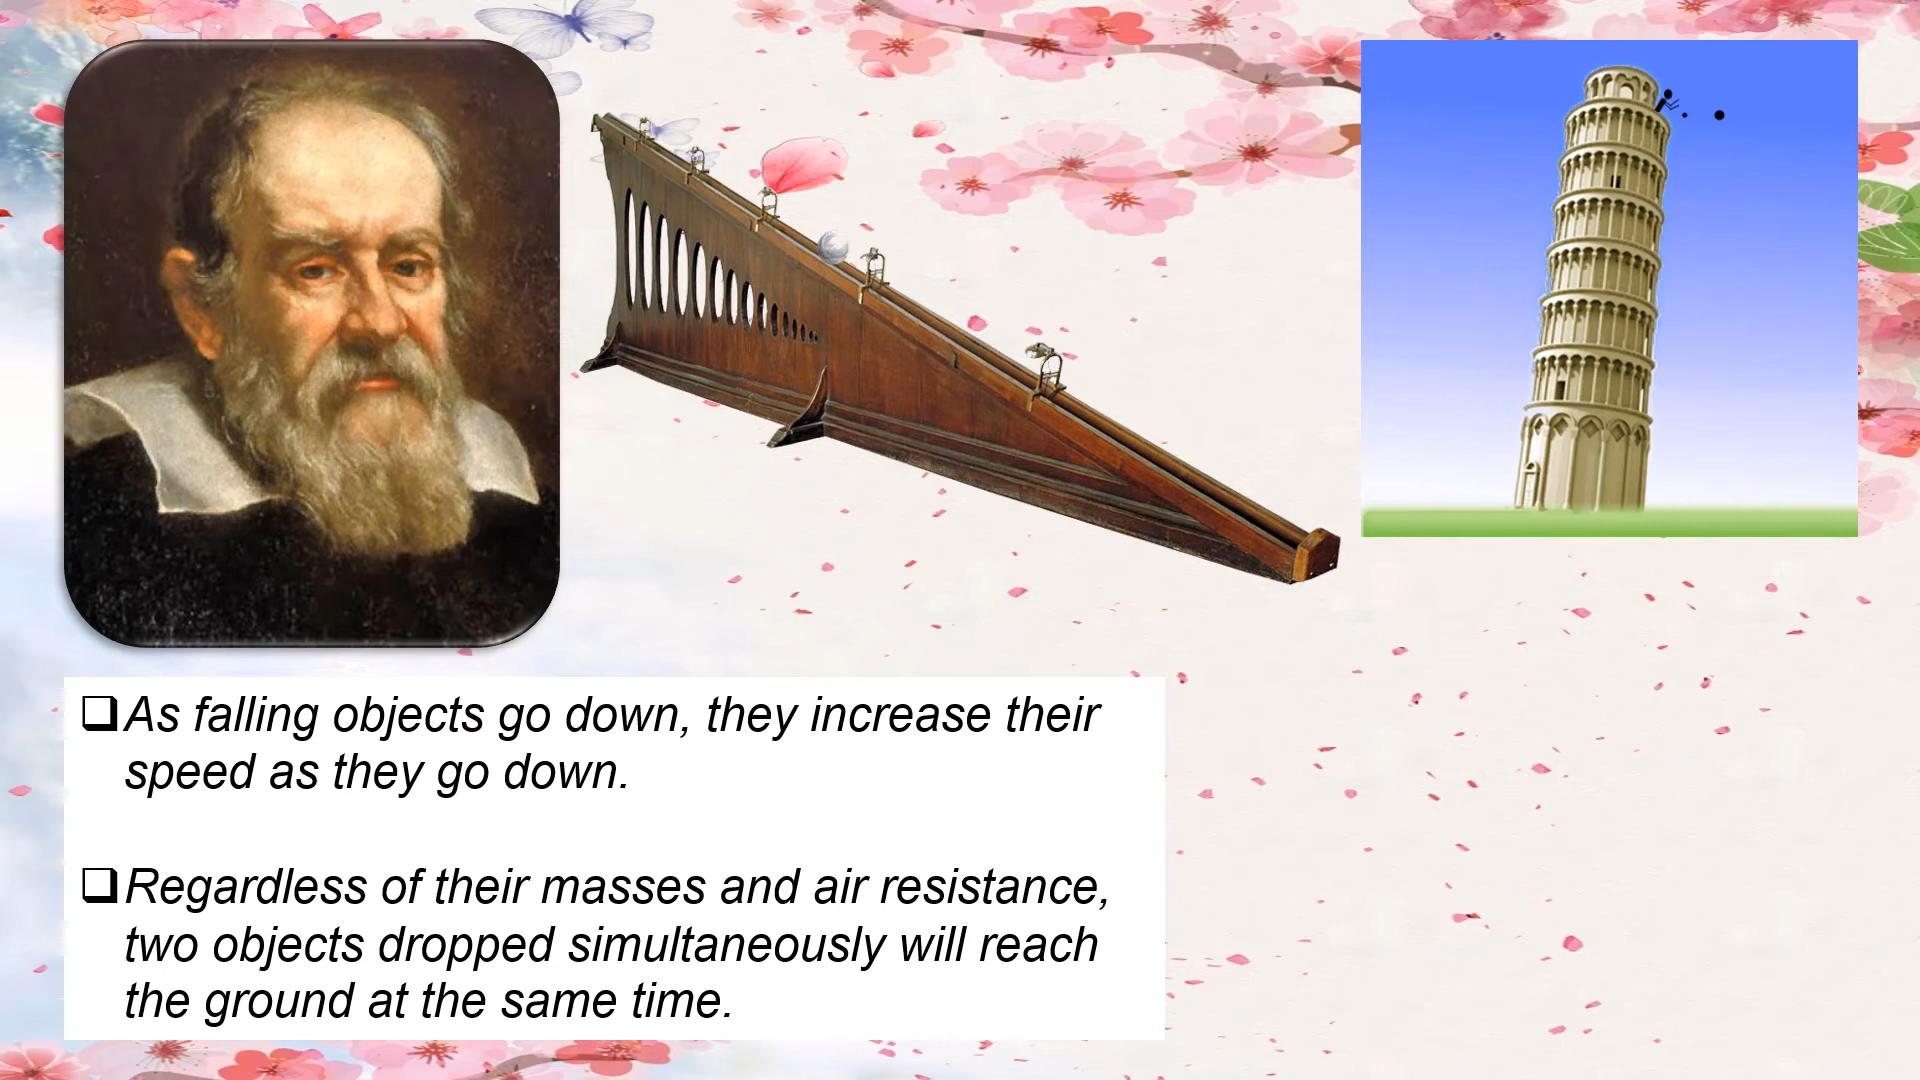 ❑As falling objects go down, they increase their
speed as they go down.
❑Regardless of their masses and air resistance,
two objects dropped simultaneously will reach
the ground at the same time.